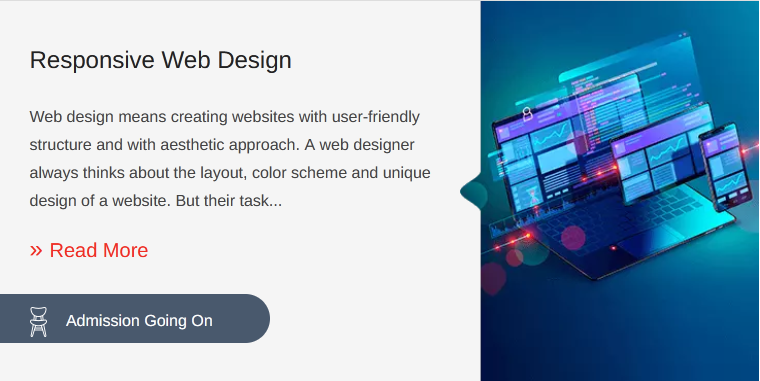 Responsive Web Design
Web design means creating websites with user-friendly
structure and with aesthetic approach. A web designer
always thinks about the layout, color scheme and unique
design of a website. But their task...
» Read More
Admission Going On